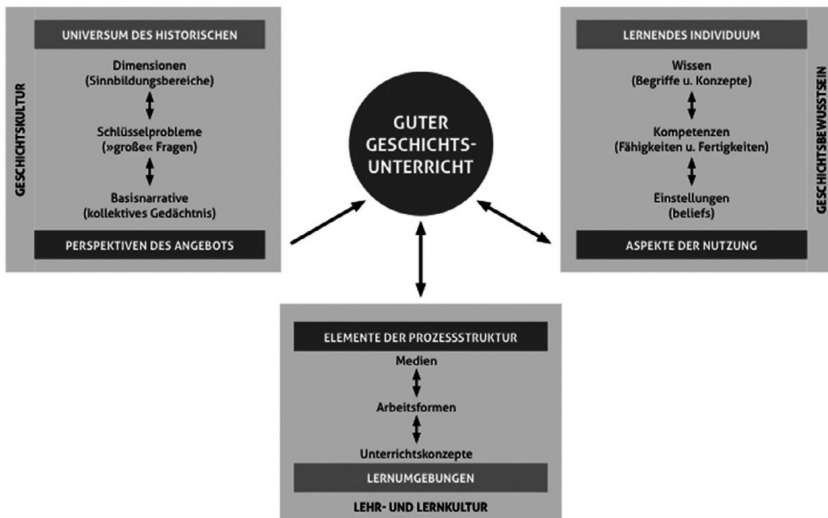 GESCHICHTSKULTUR
UNIVERSUM DES HISTORISCHEN
Dimensionen
(Sinnbildungsbereiche)
Schlüsselprobleme
(»große« Fragen)
Basisnarrative
(kollektives Gedächtnis)
PERSPEKTIVEN DES ANGEBOTS
GUTER
GESCHICHTS-
UNTERRICHT
LERNENDES INDIVIDUUM
Wissen
(Begriffe u. Konzepte)
Kompetenzen
(Fähigkeiten u. Fertigkeiten)
Einstellungen
(beliefs)
ASPEKTE DER NUTZUNG
GESCHICHTSBEWUSSTSEIN
ELEMENTE DER PROZESSSTRUKTUR
Medien
Arbeitsformen
Unterrichtskonzepte
LERNUMGEBUNGEN
LEHR- UND LERNKULTUR